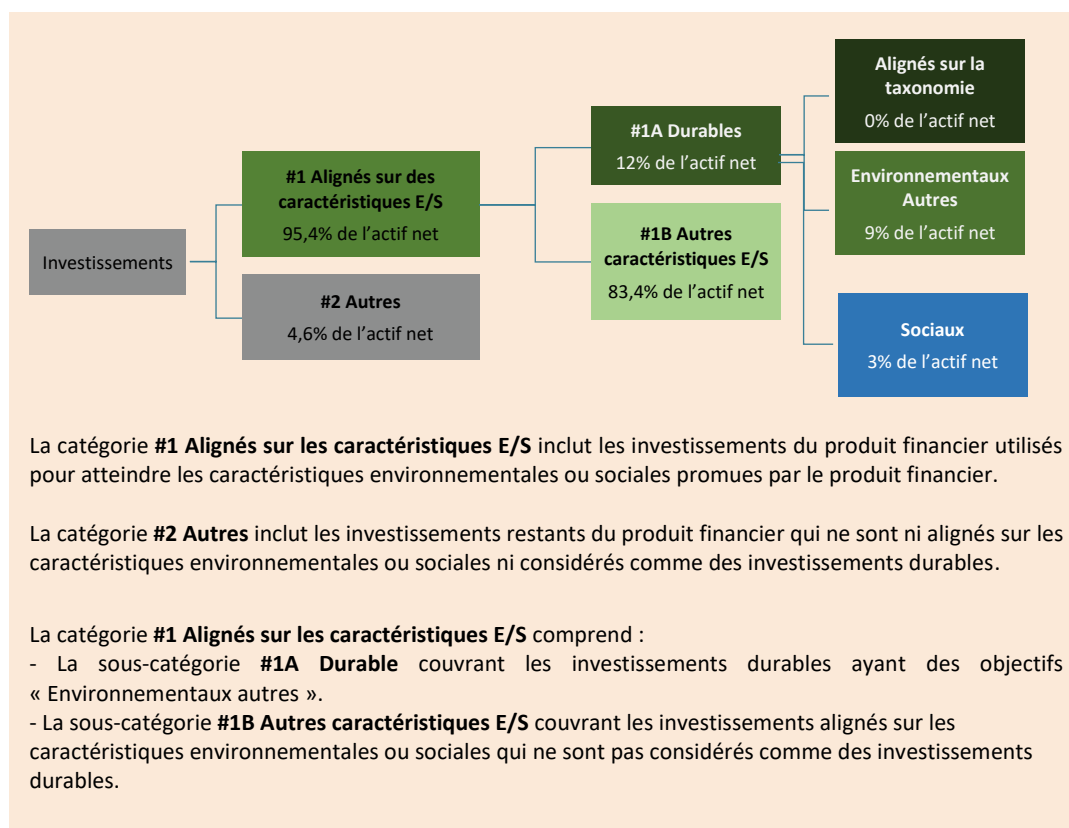 Investissements
#1 Alignés sur des
caractéristiques E/S
95,4% de l’actif net
#2 Autres
4,6% de l’actif net
#1A Durables
12% de l’actif net
#1B Autres
caractéristiques E/S
83,4% de l’actif net
Alignés sur la
taxonomie
0% de l’actif net
Environnementaux
Autres
9% de l’actif net
Sociaux
3% de l’actif net
La catégorie #1 Alignés sur les caractéristiques E/S inclut les investissements du produit financier utilisés
pour atteindre les caractéristiques environnementales ou sociales promues par le produit financier.
La catégorie #2 Autres inclut les investissements restants du produit financier qui ne sont ni alignés sur les
caractéristiques environnementales ou sociales ni considérés comme des investissements durables.
La catégorie #1 Alignés sur les caractéristiques E/S comprend :
- La sous-catégorie #1A Durable couvrant les investissements durables ayant des objectifs
« Environnementaux autres ».
- La sous-catégorie #1B Autres caractéristiques E/S couvrant les investissements alignés sur les
caractéristiques environnementales ou sociales qui ne sont pas considérés comme des investissements
durables.